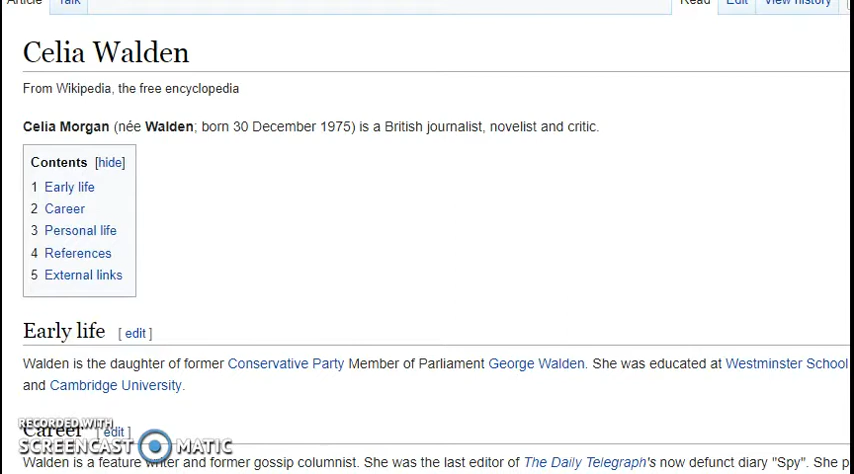 Article Talk Read Edit View history
Celia Walden
From Wikipedia, the free encyclopedia
Celia Morgan (née Walden; born 30 December 1975) is a British journalist, novelist and critic.
Contents [hide]
1 Early life
2 Career
3 Personal life
4 References
5 External links
Early life [ edit ]
Walden is the daughter of former Conservative Party Member of Parliament George Walden. She was educated at Westminster School
and Cambridge University.
Career [ edit ]
RECORDED WITH
SCREENCAST MATIC
Walden is a feature writer and former gossip columnist. She was the last editor of The Daily Telegraph's now defunct diary "Spy". She p